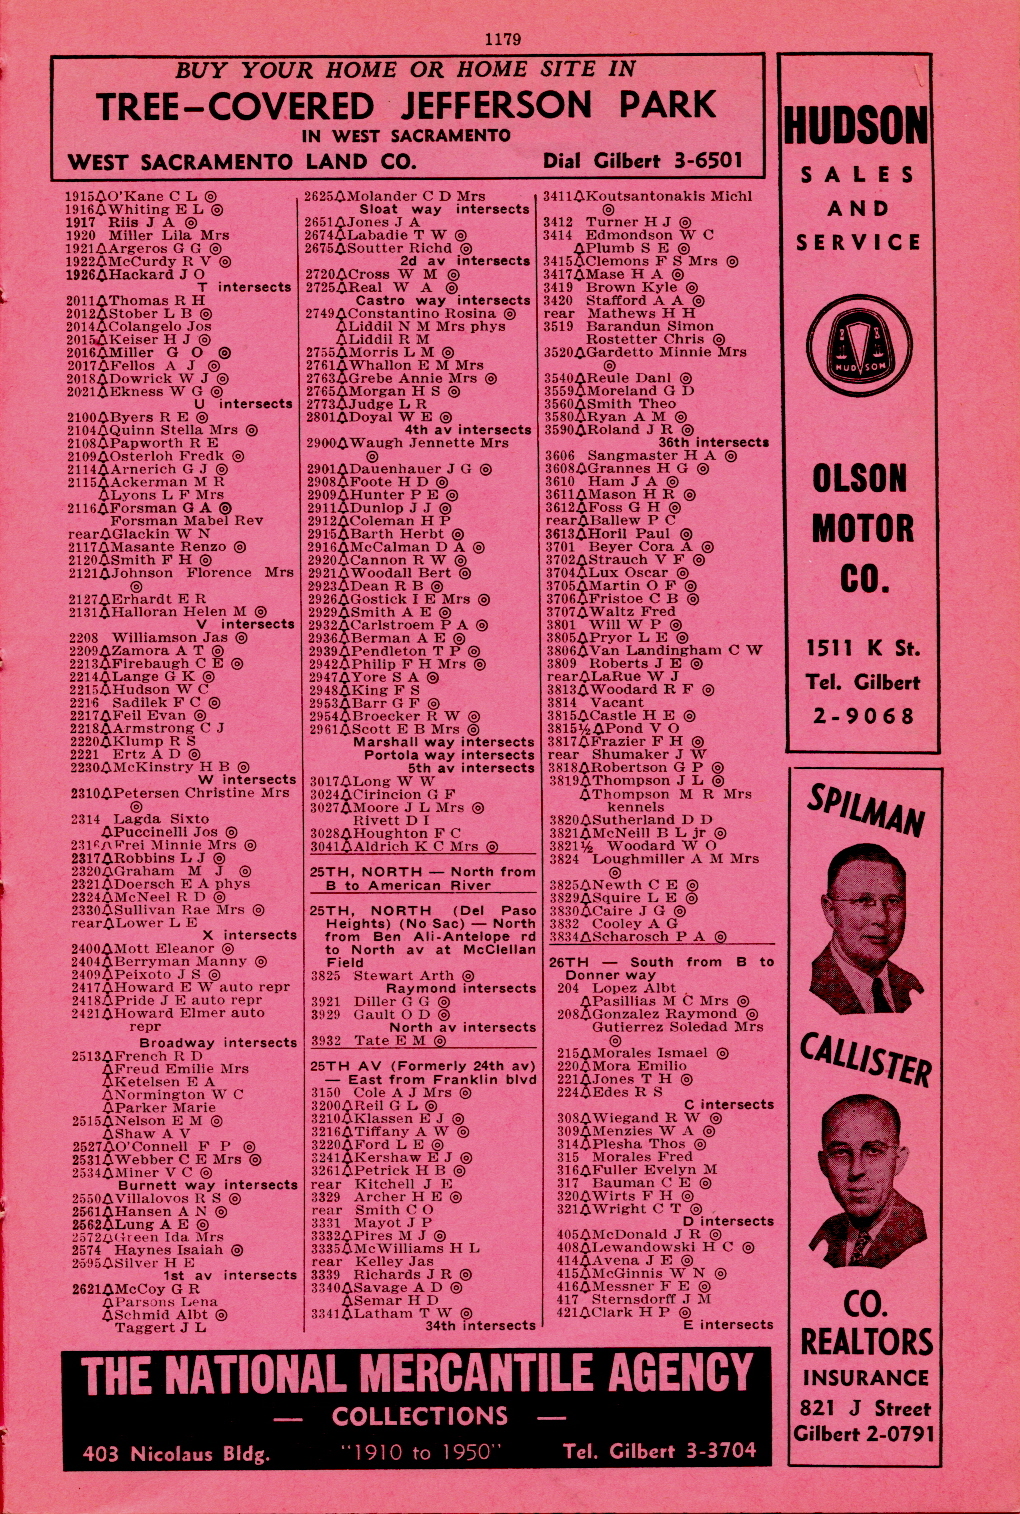 1179
BUY YOUR HOME OR HOME SITE IN
TREE-COVERED JEFFERSON PARK
IN WEST SACRAMENTO
WEST SACRAMENTO LAND CO. Dial Gilbert 3-6501
1915△O'Kane C L ◎
1916△Whiting E L ◎
1917 Riis J A ◎
1920 Miller Lila Mrs
1921△Argeros G G ◎
1922△McCurdy R V ◎
1926△Hackard J O
T intersects
2011△Thomas R H
2012△Stober L B ◎
2014△Colangelo Jos
2015△Keiser H J ◎
2016△Miller G O ◎
2017△Fellos A J ◎
2018△Dowrick W J ◎
2021△Ekness W G ◎
U intersects
2100△Byers R E ◎
2104△Quinn Stella Mrs ◎
2108△Papworth R E
2109△Osterloh Fredk ◎
2114△Arnerich G J ◎
2115△Ackerman M R
△Lyons L F Mrs
2116△Forsman G A ◎
Forsman Mabel Rev
rear△Glackin W N
2117△Masante Renzo ◎
2120△Smith F H ◎
2121△Johnson Florence Mrs
◎
2127△Erhardt E R
2131△Halloran Helen M ◎
V intersects
2208 Williamson Jas ◎
2209△Zamora A T ◎
2213△Firebaugh C E ◎
2214△Lange G K ◎
2215△Hudson W C
2216 Sadilek F C ◎
2217△Feil Evan ◎
2218△Armstrong C J
2220△Klump R S
2221 Ertz A D ◎
2230△McKinstry H B ◎
W intersects
2310△Petersen Christine Mrs
◎
2314 Lagda Sixto
△Puccinelli Jos ◎
2316△Frei Minnie Mrs ◎
2317△Robbins L J ◎
2320△Graham M J ◎
2321△Doersch E A phys
2324△McNeel R D ◎
2330△Sullivan Rae Mrs ◎
rear△Lower L E
X intersects
2400△Mott Eleanor ◎
2404△Berryman Manny ◎
2409△Peixoto J S ◎
2417△Howard E W auto repr
2418△Pride J E auto repr
2421△Howard Elmer auto
repr
Broadway intersects
2513△French R D
△Freud Emilie Mrs
△Ketelsen E A
△Normington W C
△Parker Marie
2515△Nelson E M ◎
△Shaw A V
2527△O'Connell F P ◎
2531△Webber C E Mrs ◎
2534△Miner V C ◎
Burnett way intersects
2550△Villalovos R S ◎
2561△Hansen A N ◎
2562△Lung A E ◎
2572△Green Ida Mrs
2574 Haynes Isaiah ◎
2595△Silver H E
1st av intersects
2621△McCoy G R
△Parsons Lena
△Schmid Albt ◎
Taggert J L
2625△Molander C D Mrs
Sloat way intersects
2651△Jones J A
2674△Labadie T W ◎
2675△Soutter Richd ◎
2d av intersects
2720△Cross W M ◎
2725△Real W A ◎
Castro way intersects
2749△Constantino Rosina ◎
△Liddil N M Mrs phys
△Liddil R M
2755△Morris L M ◎
2761△Whallon E M Mrs
2763△Grebe Annie Mrs ◎
2765△Morgan H S ◎
2773△Judge L R
2801△Doyal W E ◎
4th av intersects
2900△Waugh Jennette Mrs
◎
2901△Dauenhauer J G ◎
2908△Foote H D ◎
2909△Hunter P E ◎
2911△Dunlop J J ◎
2912△Coleman H P
2915△Barth Herbt ◎
2916△McCalman D A ◎
2920△Cannon R W ◎
2921△Woodall Bert ◎
2923△Dean R B ◎
2926△Gostick I E Mrs ◎
2929△Smith A E ◎
2932△Carlstroem P A ◎
2936△Berman A E ◎
2939△Pendleton T P ◎
2942△Philip F H Mrs ◎
2947△Yore S A ◎
2948△King F S
2953△Barr G F ◎
2954△Broecker R W ◎
2961△Scott E B Mrs ◎
Marshall way intersects
Portola way intersects
5th av intersects
3017△Long W W
3024△Cirincion G F
3027△Moore J L Mrs ◎
Rivett D I
3028△Houghton F C
3041△Aldrich K C Mrs ◎
25TH, NORTH — North from
B to American River
25TH, NORTH (Del Paso
Heights) (No Sac) — North
from Ben Ali-Antelope rd
to North av at McClellan
Field
3825 Stewart Arth ◎
Raymond intersects
3921 Diller G G ◎
3929 Gault O D ◎
North av intersects
3932 Tate E M ◎
25TH AV (Formerly 24th av)
— East from Franklin blvd
3150 Cole A J Mrs ◎
3200△Reil G L ◎
3210△Klassen E J ◎
3216△Tiffany A W ◎
3220△Ford L E ◎
3241△Kershaw E J ◎
3261△Petrick H B ◎
rear Kitchell J E
3329 Archer H E ◎
rear Smith C O
3331 Mayot J P
3332△Pires M J ◎
3335△McWilliams H L
rear Kelley Jas
3339 Richards J R ◎
3340△Savage A D ◎
△Semar H D
3341△Latham T W ◎
34th intersects
3411△Koutsantonakis Michl
◎
3412 Turner H J ◎
3414 Edmondson W C
△Plumb S E ◎
3415△Clemons F S Mrs ◎
3417△Mase H A ◎
3419 Brown Kyle ◎
3420 Stafford A A ◎
rear Mathews H H
3519 Barandun Simon
Rostetter Chris ◎
3520△Gardetto Minnie Mrs
◎
3540△Reule Danl ◎
3559△Moreland G D
3560△Smith Theo
3580△Ryan A M ◎
3590△Roland J R ◎
36th intersects
3606 Sangmaster H A ◎
3608△Grannes H G ◎
3610 Ham J A ◎
3611△Mason H R ◎
3612△Foss G H ◎
rear△Ballew P C
3613△Horil Paul ◎
3701 Beyer Cora A ◎
3702△Strauch V F ◎
3704△Lux Oscar ◎
3705△Martin O F ◎
3706△Fristoe C B ◎
3707△Waltz Fred
3801 Will W P ◎
3805△Pryor L E ◎
3806△Van Landingham C W
3809 Roberts J E ◎
rear△LaRue W J
3813△Woodard R F ◎
3814 Vacant
3815△Castle H E ◎
3815½△Pond V O
3817△Frazier F H ◎
rear Shumaker J W
3818△Robertson G P ◎
3819△Thompson J L ◎
△Thompson M R Mrs
kennels
3820△Sutherland D D
3821△McNeill B L jr ◎
3821½ Woodard W O
3824 Loughmiller A M Mrs
◎
3825△Newth C E ◎
3829△Squire L E ◎
3830△Caire J G ◎
3832 Cooley A G
3834△Scharosch P A ◎
26TH — South from B to
Donner way
204 Lopez Albt
△Pasillias M C Mrs ◎
208△Gonzalez Raymond ◎
Gutierrez Soledad Mrs
◎
215△Morales Ismael ◎
220△Mora Emilio
221△Jones T H ◎
224△Edes R S
C intersects
308△Wiegand R W ◎
309△Menzies W A ◎
314△Plesha Thos ◎
315 Morales Fred
316△Fuller Evelyn M
317 Bauman C E ◎
320△Wirts F H ◎
321△Wright C T ◎
D intersects
405△McDonald J R ◎
408△Lewandowski H C ◎
414△Avena J E ◎
415△McGinnis W N ◎
416△Messner F E ◎
417 Sternsdorff J M
421△Clark H P ◎
E intersects
HUDSON
SALES
AND
SERVICE
HUDSON
OLSON
MOTOR
CO.
1511 K St.
Tel. Gilbert
2-9068
SPILMAN
CALLISTER
CO.
REALTORS
INSURANCE
821 J Street
Gilbert 2-0791
THE NATIONAL MERCANTILE AGENCY
— COLLECTIONS —
403 Nicolaus Bldg. "1910 to 1950" Tel. Gilbert 3-3704